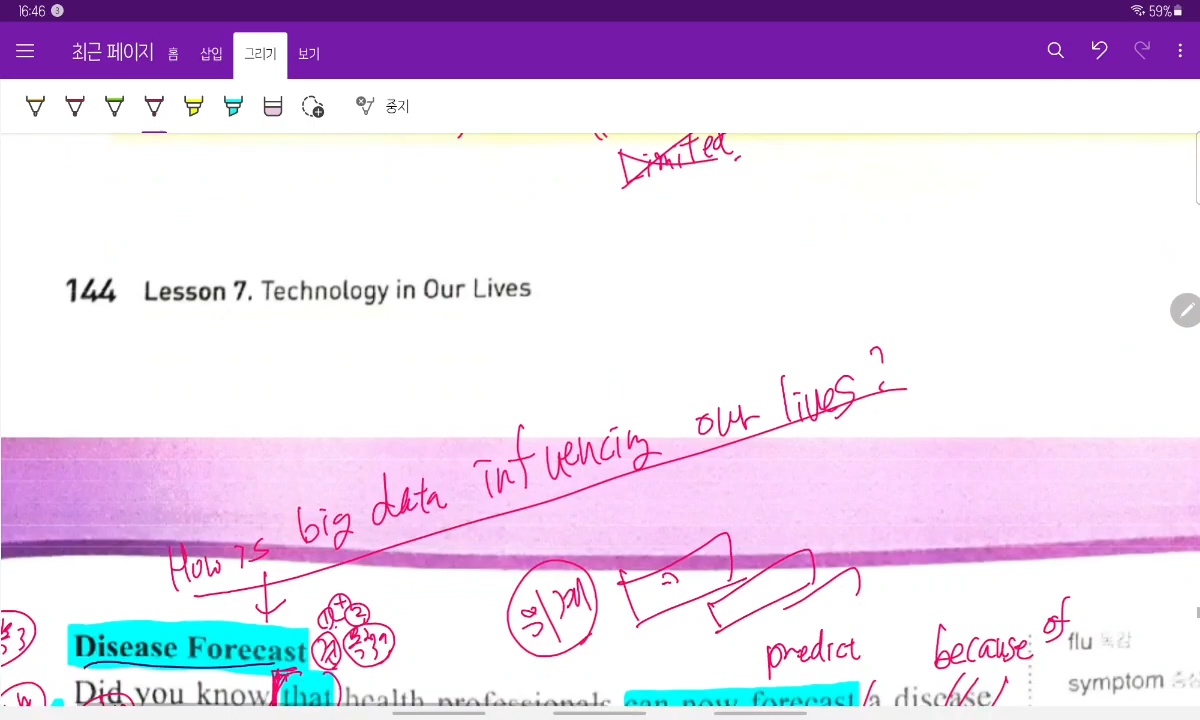 16:46 3 59%
최근 페이지 홈 삽입 그리기 보기
중지
Limited.
144 Lesson 7. Technology in Our Lives
How is big data influencing our lives?
Disease Forecast
predict
because of
flu 독감
Did you know that health professionals can now forecast a disease
symptom